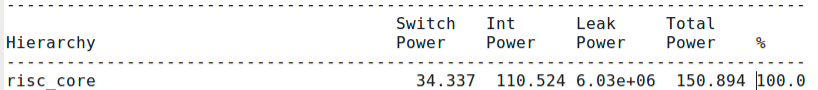 --------------------------------------------------------------------------------
Switch Int Leak Total
Hierarchy Power Power Power Power %
--------------------------------------------------------------------------------
risc_core 34.337 110.524 6.03e+06 150.894 100.0